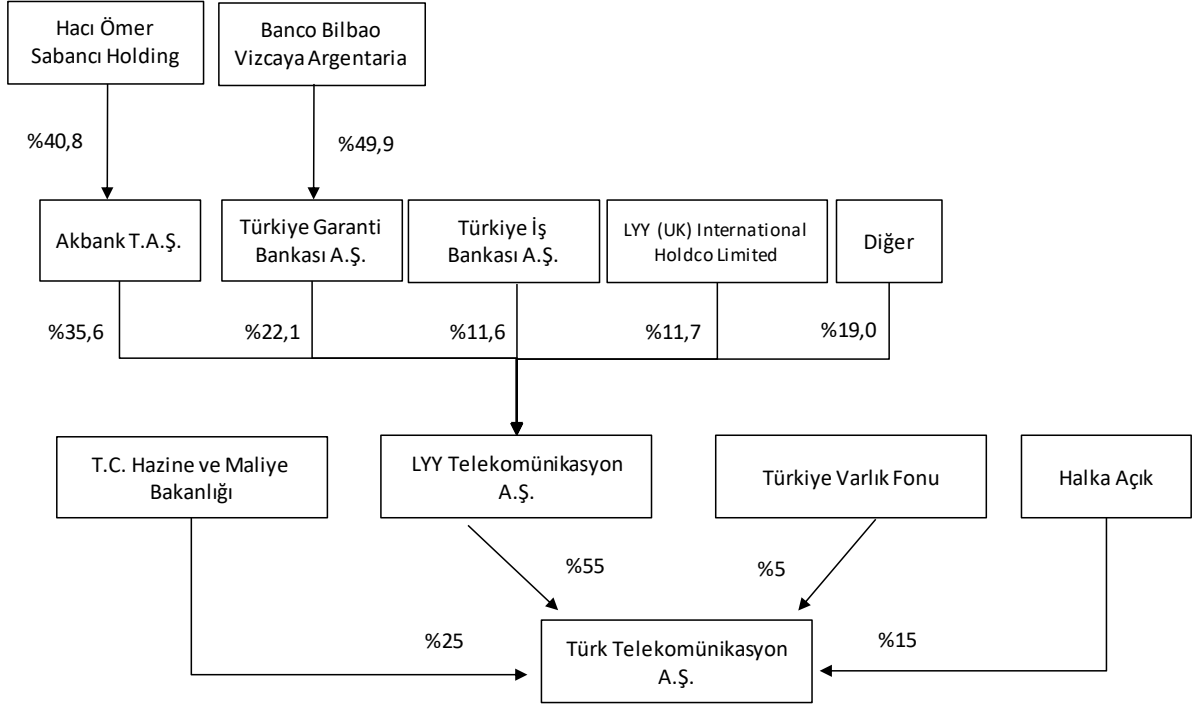 Hacı Ömer
Sabancı Holding
Banco Bilbao
Vizcaya Argentaria
%40,8
%49,9
Akbank T.A.Ş.
Türkiye Garanti
Bankası A.Ş.
Türkiye İş
Bankası A.Ş.
LYY (UK) International
Holdco Limited
Diğer
%35,6
%22,1
%11,6
%11,7
%19,0
T.C. Hazine ve Maliye
Bakanlığı
LYY Telekomünikasyon
A.Ş.
Türkiye Varlık Fonu
Halka Açık
%55
%5
%25
%15
Türk Telekomünikasyon
A.Ş.